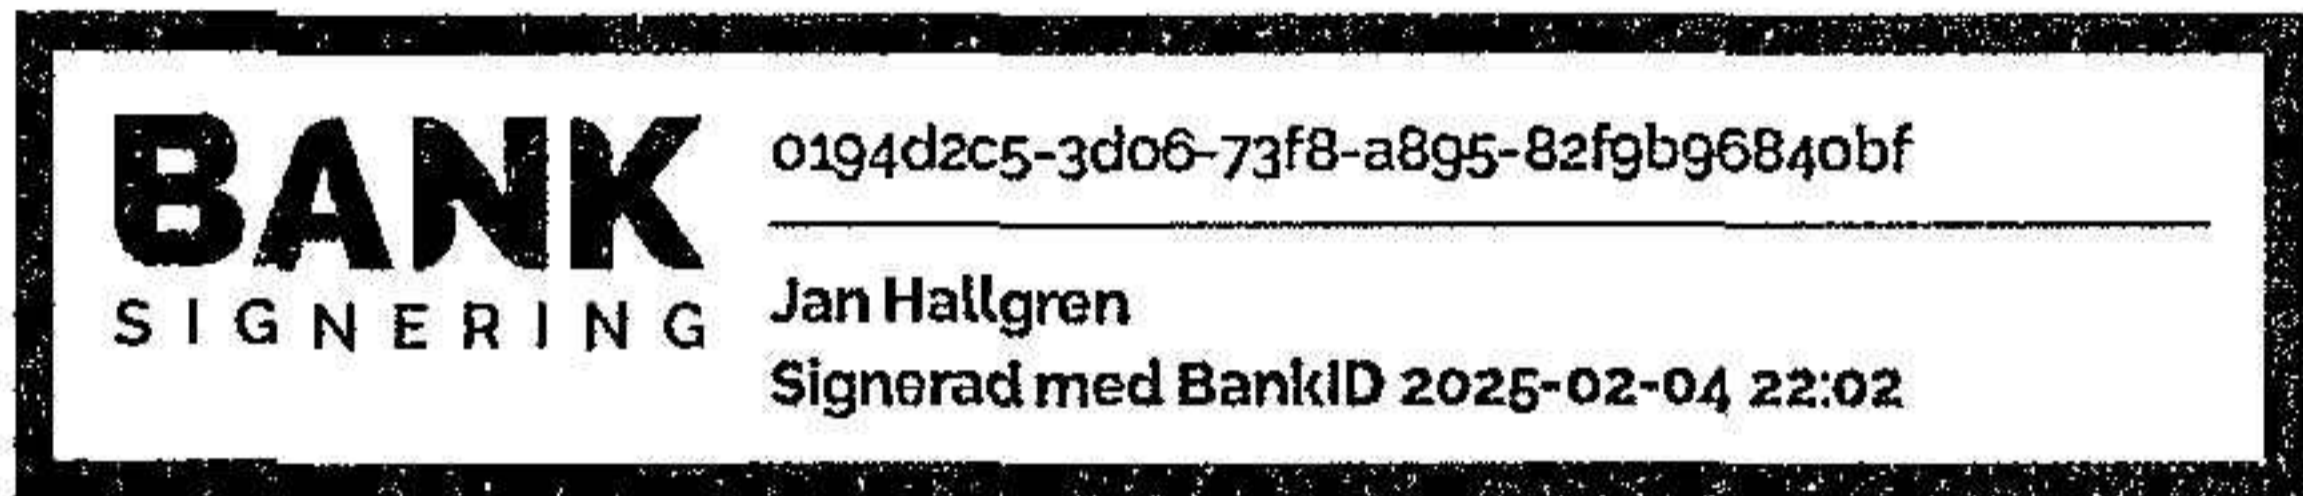 BANK
SIGNERING
0194d2c5-3d06-73f8-a895-82f9b96840bf
Jan Hallgren
Signerad med BankID 2025-02-04 22:02